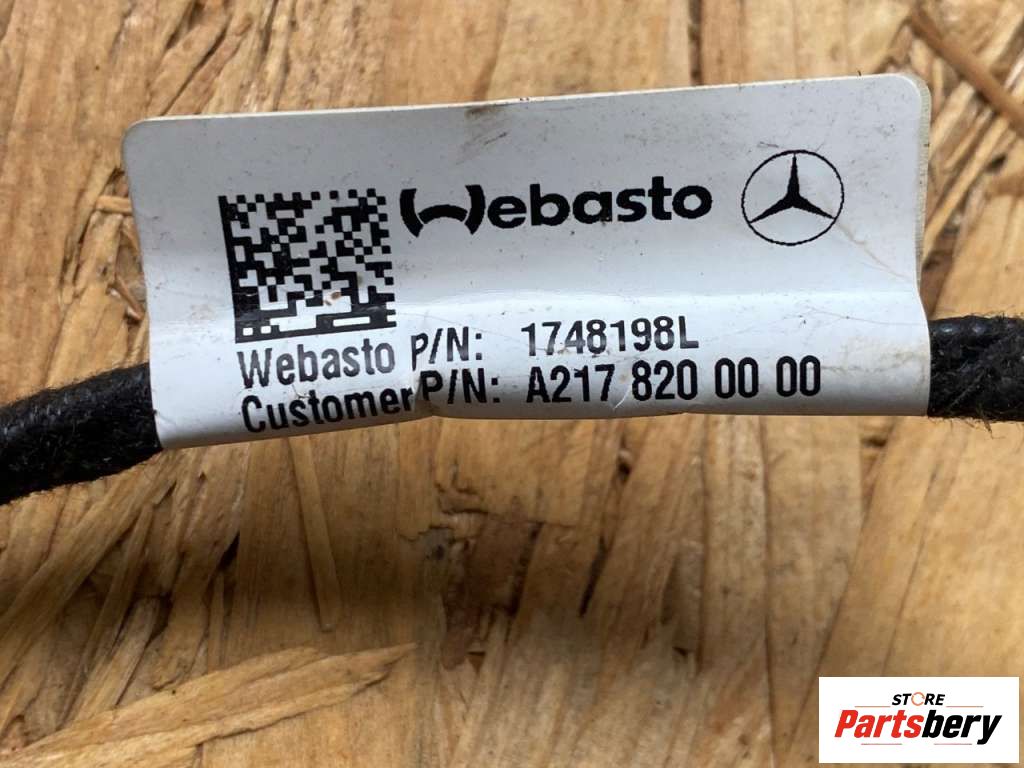 Webasto
Webasto P/N: 1748198L
Customer P/N: A217 820 00 00
STORE
Partsbery